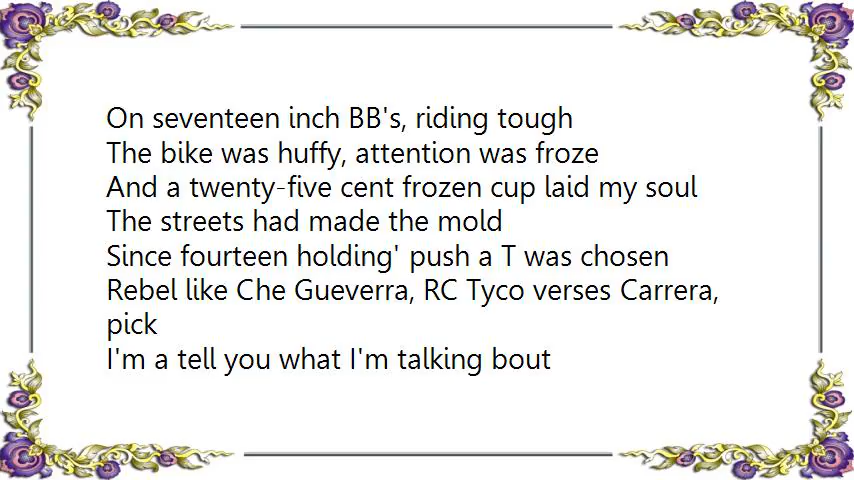 On seventeen inch BB's, riding tough
The bike was huffy, attention was froze
And a twenty-five cent frozen cup laid my soul
The streets had made the mold
Since fourteen holding' push a T was chosen
Rebel like Che Gueverra, RC Tyco verses Carrera,
pick
I'm a tell you what I'm talking bout